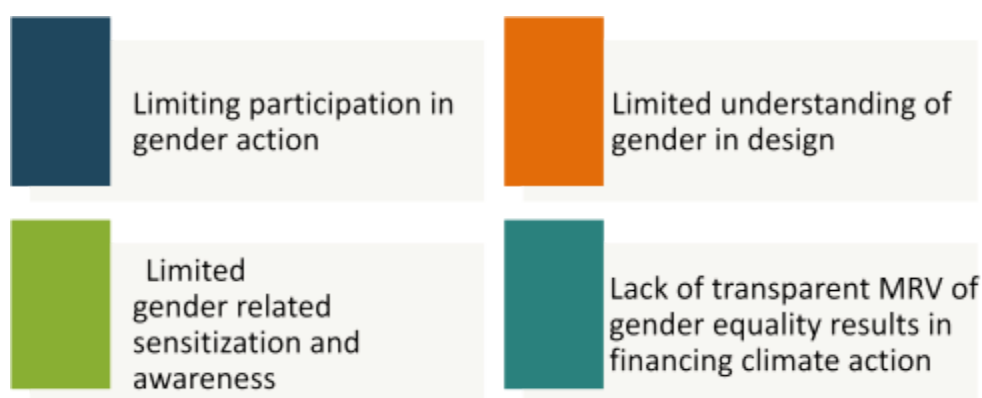 Limiting participation in
gender action
Limited understanding of
gender in design
Limited
gender related
sensitization and
awareness
Lack of transparent MRV of
gender equality results in
financing climate action